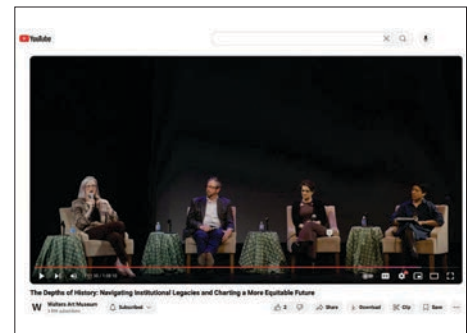 YouTube
The Depths of History: Navigating Institutional Legacies and Charting a More Equitable Future
W
Walters Art Museum
Subscribed
2
Share
Download
Clip
Save